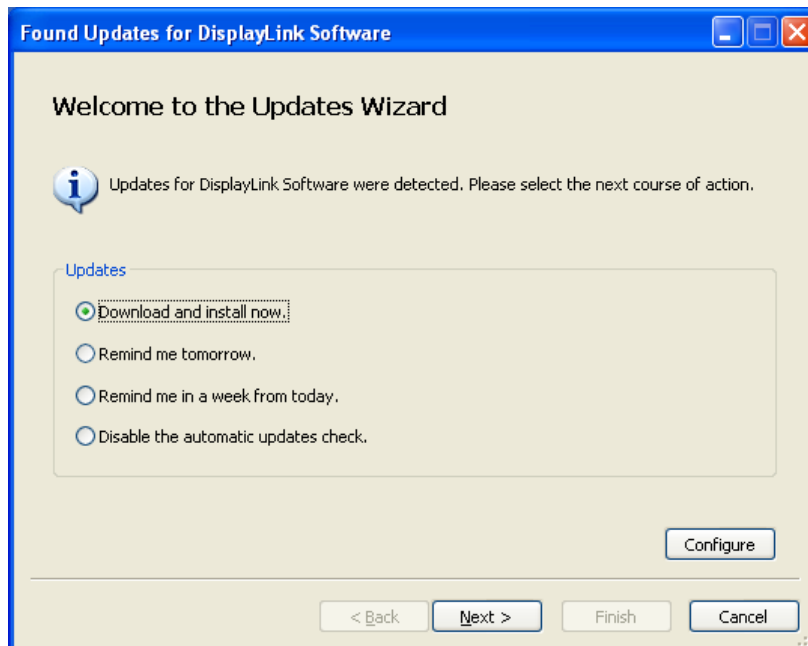 Found Updates for DisplayLink Software
Welcome to the Updates Wizard
Updates for DisplayLink Software were detected. Please select the next course of action.
Updates
Download and install now.
Remind me tomorrow.
Remind me in a week from today.
Disable the automatic updates check.
Configure
< Back Next > Finish Cancel